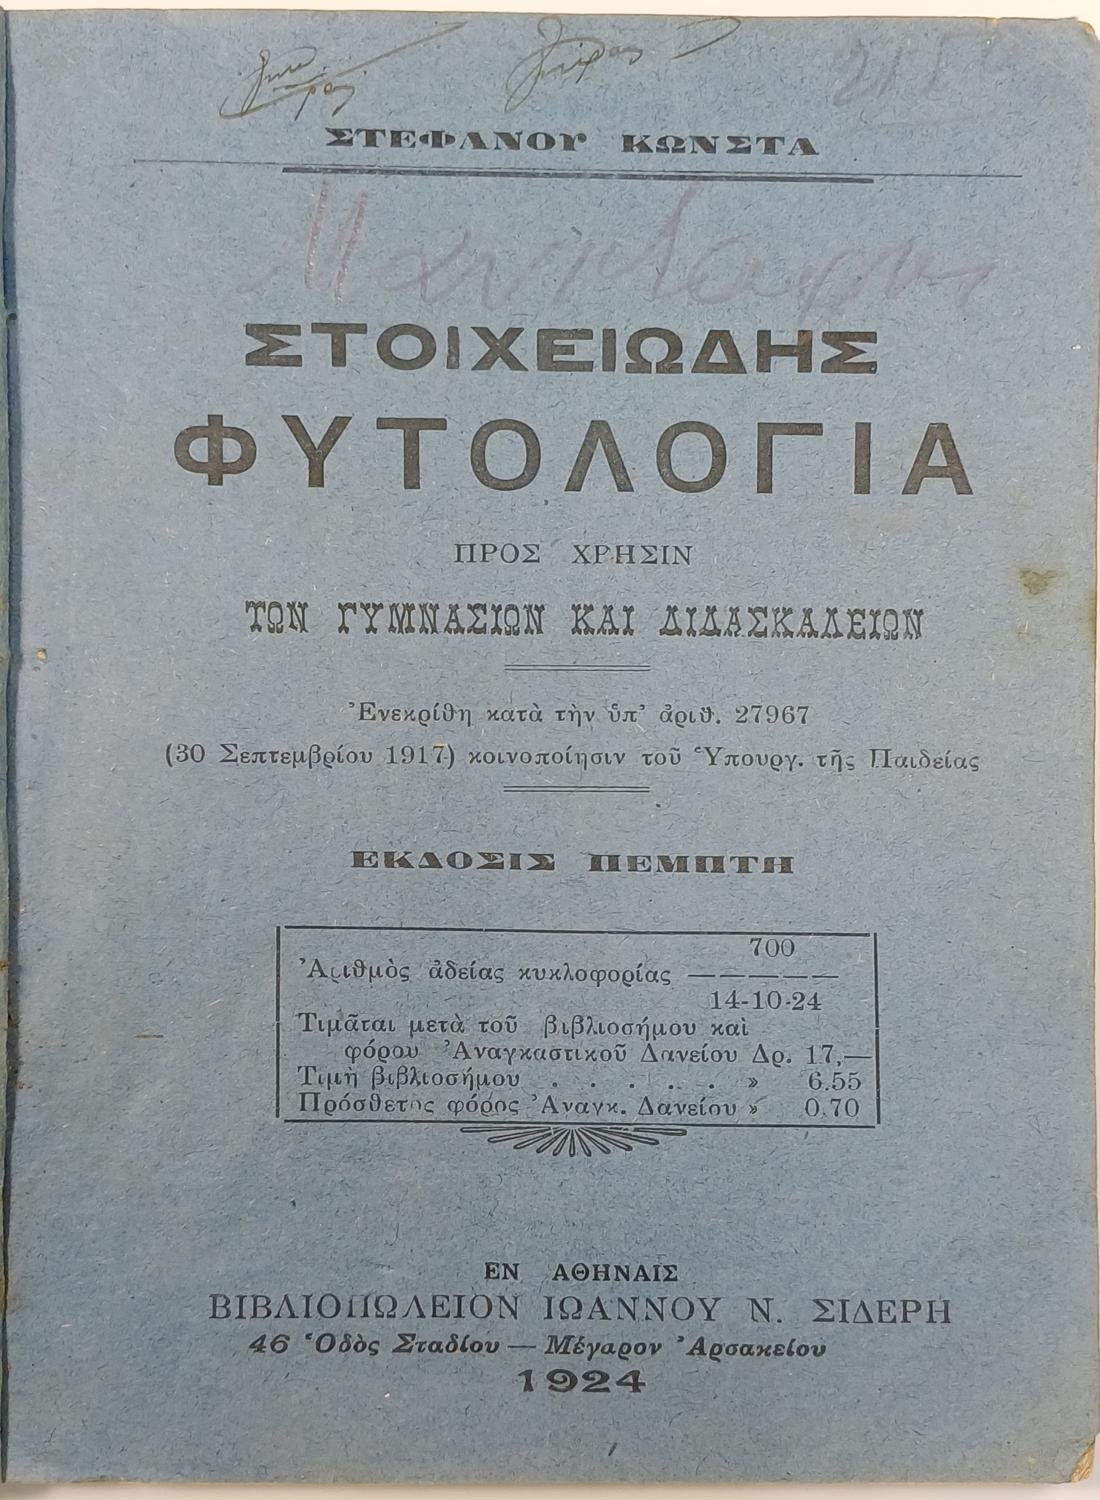 ΣΤΕΦΑΝΟΥ ΚΩΝΣΤΑ
ΣΤΟΙΧΕΙΩΔΗΣ
ΦΥΤΟΛΟΓΙΑ
ΠΡΟΣ ΧΡΗΣΙΝ
ΤΩΝ ΓΥΜΝΑΣΙΩΝ ΚΑΙ ΔΙΔΑΣΚΑΛΕΙΩΝ
Ἐνεκρίθη κατὰ τὴν ὑπ’ ἀριθ. 27967
(30 Σεπτεμβρίου 1917) κοινοποίησιν τοῦ Ὑπουργ. τῆς Παιδείας
ΕΚΔΟΣΙΣ ΠΕΜΠΤΗ
700
Ἀριθμὸς ἀδείας κυκλοφορίας —————
14-10-24
Τιμᾶται μετὰ τοῦ βιβλιοσήμου καὶ
φόρου Ἀναγκαστικοῦ Δανείου Δρ. 17,—
Τιμὴ βιβλιοσήμου . . . . . . » 6.55
Πρόσθετος φόρος Ἀναγκ. Δανείου » 0.70
ΕΝ ΑΘΗΝΑΙΣ
ΒΙΒΛΙΟΠΩΛΕΙΟΝ ΙΩΑΝΝΟΥ Ν. ΣΙΔΕΡΗ
46 Ὁδὸς Σταδίου — Μέγαρον Ἀρσακείου
1924